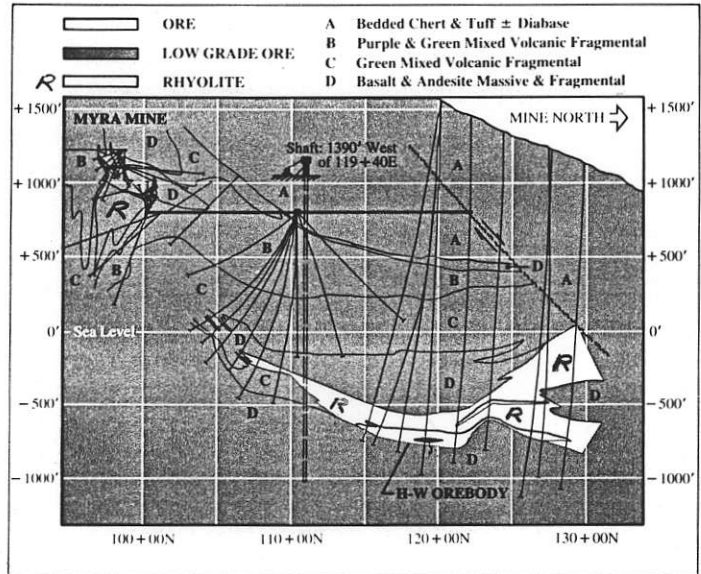 ORE
LOW GRADE ORE
R RHYOLITE
A Bedded Chert & Tuff ± Diabase
B Purple & Green Mixed Volcanic Fragmental
C Green Mixed Volcanic Fragmental
D Basalt & Andesite Massive & Fragmental
+1500'
+1000'
+500'
0'
−500'
−1000'
MYRA MINE
Shaft: 1390' West
of 119+40E
MINE NORTH
+1500'
+1000'
+500'
0'
−500'
−1000'
B
D
C
D
R
B
C
A
B
C
A
A
D
B
A
C
Sea Level
D
C
D
R
D
R
R
D
D
H-W OREBODY
100+00N
110+00N
120+00N
130+00N